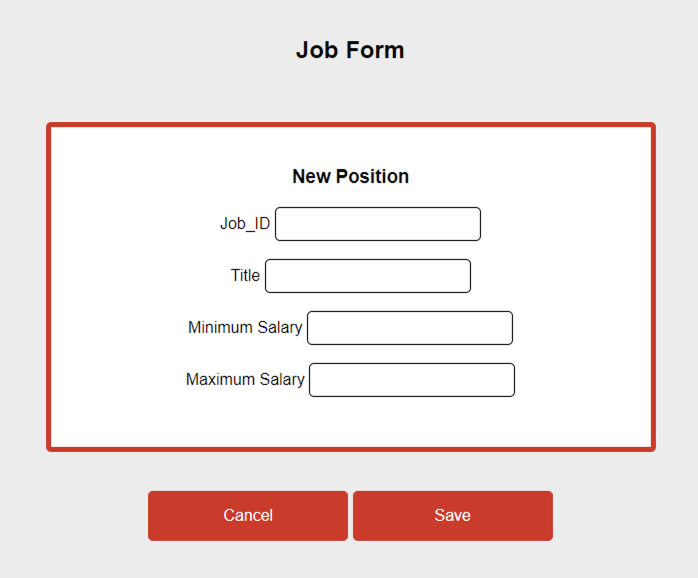 Job Form
New Position
Job_ID
Title
Minimum Salary
Maximum Salary
Cancel Save